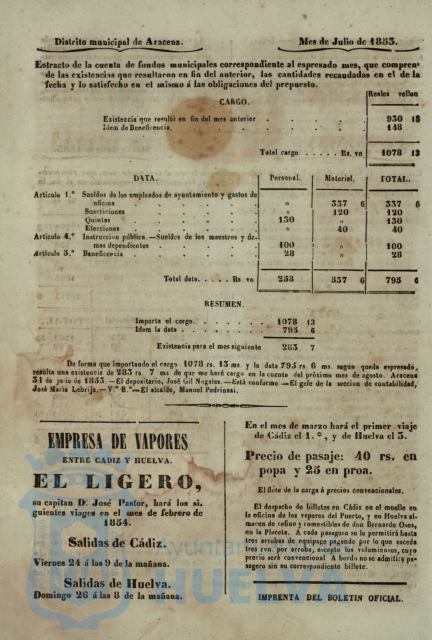 Distrito municipal de Aracena. Mes de Julio de 1853.
Estracto de la cuenta de fondos municipales correspondiente al espresado mes, que compren-
de las existencias que resultaron en fin del anterior, las cantidades recaudadas en el de la
fecha y lo satisfecho en el mismo á las obligaciones del prepuesto.
Reales vellon
CARGO.
Existencia que resultó en fin del mes anterior . . . . . 930 13
Idem de Beneficencia. . . . . . 148
Total cargo. . . . . . Rs. vn 1078 13
DATA. Personal. Material. TOTAL.
Artículo 1.º Sueldos de los empleados de ayuntamiento y gastos de
oficina . . . . . » 337 6 337 6
Suscriciones . . . . . » 120 120
Quintas . . . . . 130 » 130
Elecciones . . . . . » 40 40
Artículo 4.º Instruccion pública.—Sueldos de los maestros y de-
mas dependientes . . . . . 100 » 100
Artículo 5.º Beneficencia . . . . . 28 » 28
Total data. . . . . Rs vn 258 537 6 795 6
RESUMEN.
Importa el cargo. . . . . . . 1078 13
Idem la data . . . . . . . 795 6
Existencia para el mes siguiente 283 7
De forma que importando el cargo 1078 rs. 13 ms. y la data 795 rs. 6 ms. segun queda espresado,
resulta una existencia de 283 rs. 7 ms de que me haré cargo en la cuenta del próximo mes de agosto. Aracena
31 de julio de 1853.—El depositario, José Gil Nogales.—Está conforme —El gefe de la seccion de contabilidad,
José María Lebrija.—V.º B.º—El alcalde, Manuel Pedrinaxi.
EMPRESA DE VAPORES
ENTRE CADIZ Y HUELVA.
EL LIGERO,
su capitan D. José Pastor, hará los si-
guientes viages en el mes de febrero de
1854.
Salidas de Cádiz.
Viernes 24 á las 9 de la mañana.
Salidas de Huelva.
Domingo 26 á las 8 de la mañana.
En el mes de marzo hará el primer viaje
de Cádiz el 1.º, y de Huelva el 3.
Precio de pasaje: 40 rs. en
popa y 25 en proa.
El flete de la carga á precios convencionales.
El despacho de billetes en Cádiz en el muelle en
la oficina de los vapores del Puerto, y en Huelva al-
macen de refino y comestibles de don Bernardo Oses,
en la Placeta. A cada pasagero se le permitirá hasta
tres arrobas de equipage pagando por lo que esceda
tres rvn. por arroba, escepto los voluminosos, cuyo
precio será convencional A bordo no se admitirá pa-
sagero sin su correspondiente billete.
IMPRENTA DEL BOLETIN OFICIAL.
Ayuntamiento
HUELVA